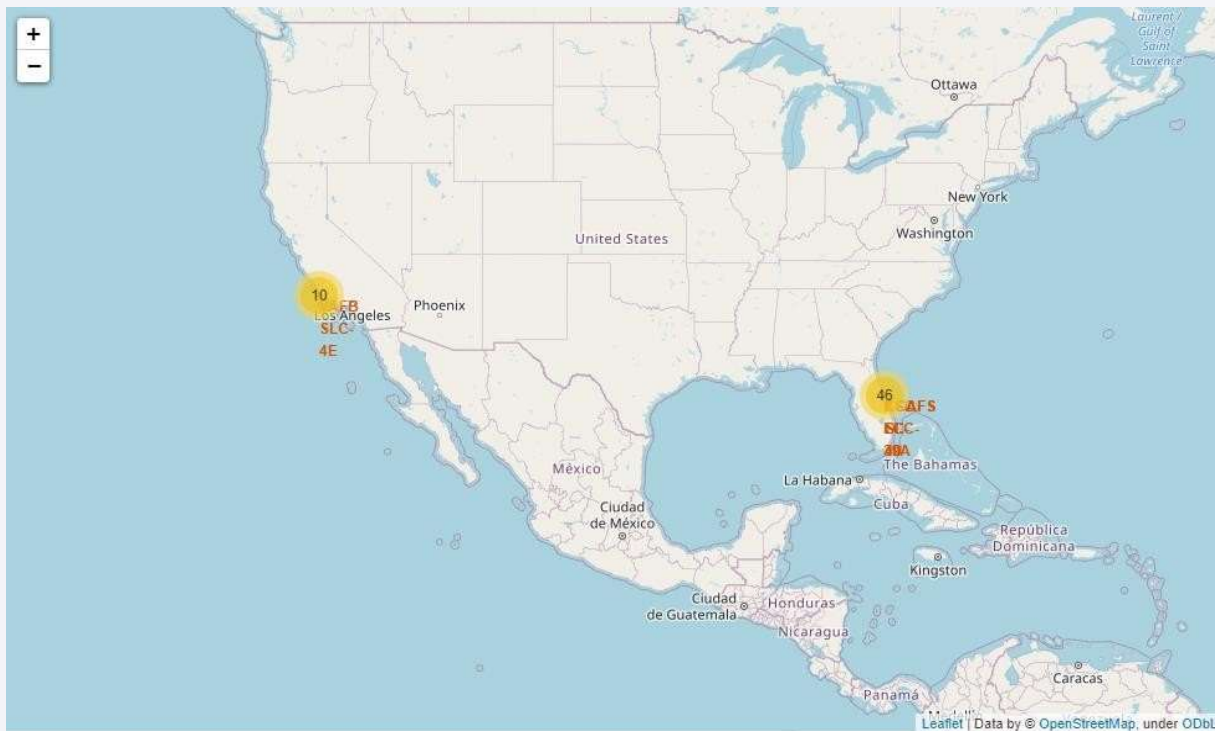 +
−
Laurent /
Gulf of
Saint
Lawrence
Ottawa
New York
Washington
United States
10
Phoenix
Los Angeles
SLC-
4E
46
The Bahamas
México
La Habana
Cuba
Ciudad
de México
República
Dominicana
Kingston
Ciudad
de Guatemala
Honduras
Nicaragua
Caracas
Panamá
Leaflet | Data by © OpenStreetMap, under ODbL